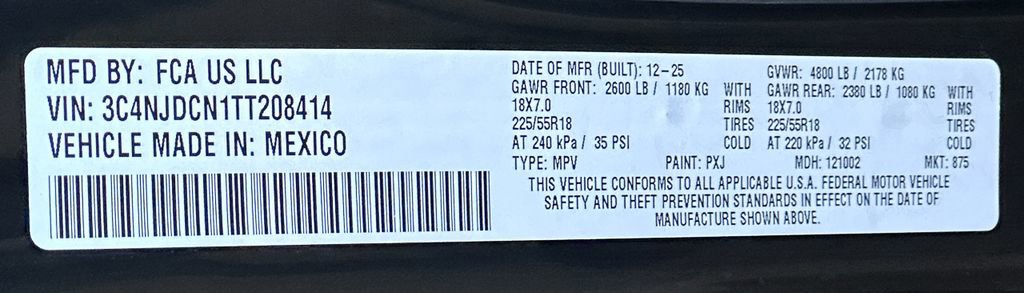 MFD BY: FCA US LLC
VIN: 3C4NJDCN1TT208414
VEHICLE MADE IN: MEXICO
DATE OF MFR (BUILT): 12-25
GVWR: 4800 LB / 2178 KG
GAWR FRONT: 2600 LB / 1180 KG WITH
18X7.0 RIMS
225/55R18 TIRES
AT 240 kPa / 35 PSI COLD
GAWR REAR: 2380 LB / 1080 KG WITH
18X7.0 RIMS
225/55R18 TIRES
AT 220 kPa / 32 PSI COLD
TYPE: MPV PAINT: PXJ MDH: 121002 MKT: 875
THIS VEHICLE CONFORMS TO ALL APPLICABLE U.S.A. FEDERAL MOTOR VEHICLE
SAFETY AND THEFT PREVENTION STANDARDS IN EFFECT ON THE DATE OF
MANUFACTURE SHOWN ABOVE.